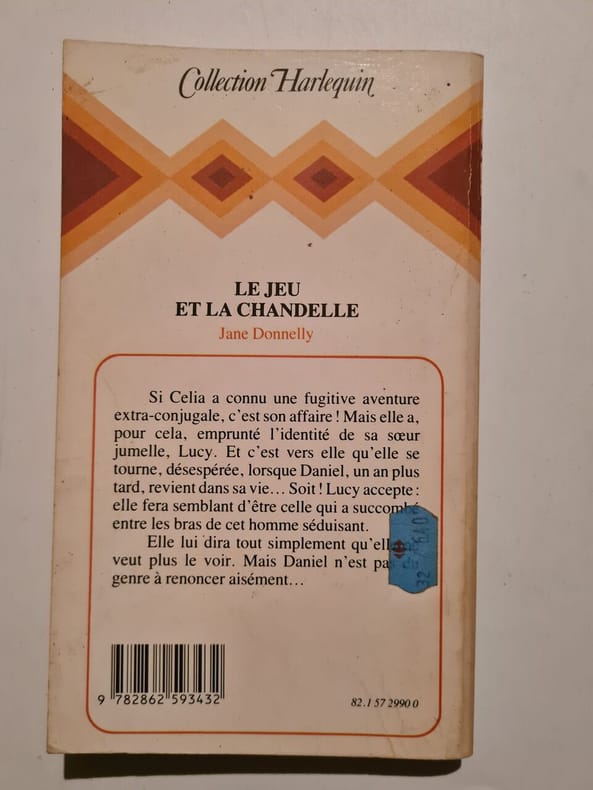 Collection Harlequin
LE JEU
ET LA CHANDELLE
Jane Donnelly
Si Celia a connu une fugitive aventure
extra-conjugale, c'est son affaire ! Mais elle a,
pour cela, emprunté l'identité de sa sœur
jumelle, Lucy. Et c'est vers elle qu'elle se
tourne, désespérée, lorsque Daniel, un an plus
tard, revient dans sa vie... Soit ! Lucy accepte :
elle fera semblant d'être celle qui a succombé
entre les bras de cet homme séduisant.
Elle lui dira tout simplement qu'ell
veut plus le voir. Mais Daniel n'est pa
genre à renoncer aisément...
9 782862 593432
82.1 57 2990 0